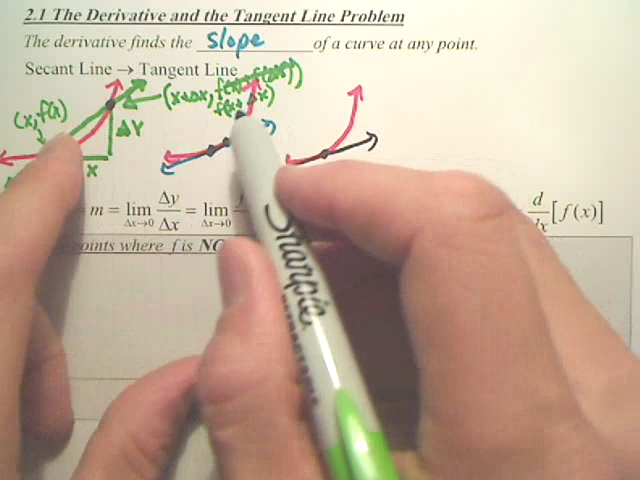 2.1 The Derivative and the Tangent Line Problem
The derivative finds the slope of a curve at any point.
Secant Line → Tangent Line
(x, f(x)
(x+Δx,
f(x+Δx)
Δy
x
m = lim Δx→0 Δy/Δx = lim Δx→0 d/dx [f(x)]
points where f is
Sharpie